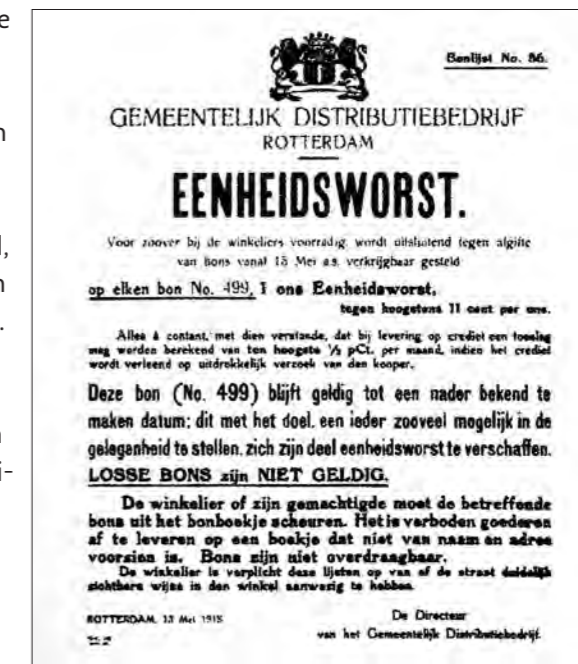 e
n
l,
n
.
n
i-
Bonlijst No. 56.
GEMEENTELIJK DISTRIBUTIEBEDRIJF
ROTTERDAM
EENHEIDSWORST.
Voor zoover bij de winkeliers voorradig, wordt uitsluitend tegen afgifte
van bons vanaf 15 Mei a.s. verkrijgbaar gesteld
op elken bon No. 499, 1 ons Eenheidsworst,
tegen hoogstens 11 cent per ons.
Alles à contant, met dien verstande, dat bij levering op crediet een toeslag
mag worden berekend van ten hoogste ½ pCt. per maand, indien het crediet
wordt verleend op uitdrukkelijk verzoek van den kooper.
Deze bon (No. 499) blijft geldig tot een nader bekend te
maken datum; dit met het doel, een ieder zooveel mogelijk in de
gelegenheid te stellen, zich zijn deel eenheidsworst te verschaffen.
LOSSE BONS zijn NIET GELDIG.
De winkelier of zijn gemachtigde moet de betreffende
bons uit het bonboekje scheuren. Het is verboden goederen
af te leveren op een boekje dat niet van naam en adres
voorzien is. Bons zijn niet overdraagbaar.
De winkelier is verplicht deze lijsten op van af de straat duidelijk
zichtbare wijze in den winkel aanwezig te hebben.
ROTTERDAM, 13 Mei 1918
De Directeur
van het Gemeentelijk Distributiebedrijf.